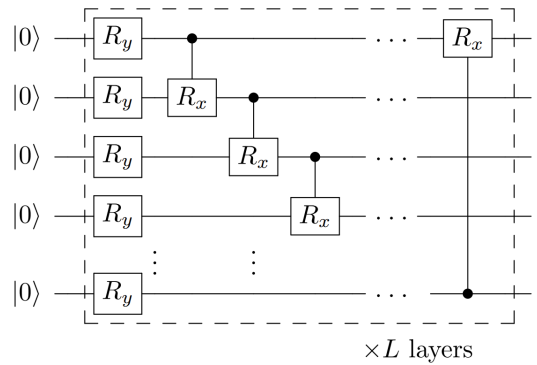 |0⟩ R_y · · · R_x
|0⟩ R_y R_x · · ·
|0⟩ R_y R_x · · ·
|0⟩ R_y R_x · · ·
⋮ ⋮
|0⟩ R_y · · ·
×L layers